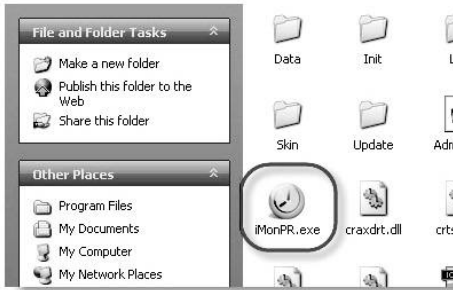 File and Folder Tasks
Make a new folder
Publish this folder to the
Web
Share this folder
Other Places
Program Files
My Documents
My Computer
My Network Places
Data Init
Skin Update
iMonPR.exe craxdrt.dll